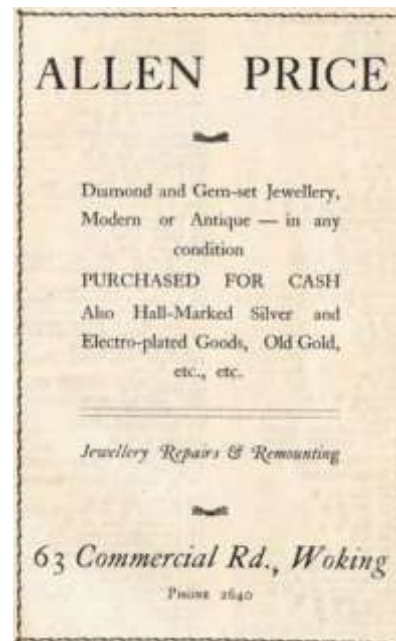 ALLEN PRICE
Diamond and Gem-set Jewellery,
Modern or Antique — in any
condition
PURCHASED FOR CASH
Also Hall-Marked Silver and
Electro-plated Goods, Old Gold,
etc., etc.
Jewellery Repairs & Remounting
63 Commercial Rd., Woking
PHONE 2640